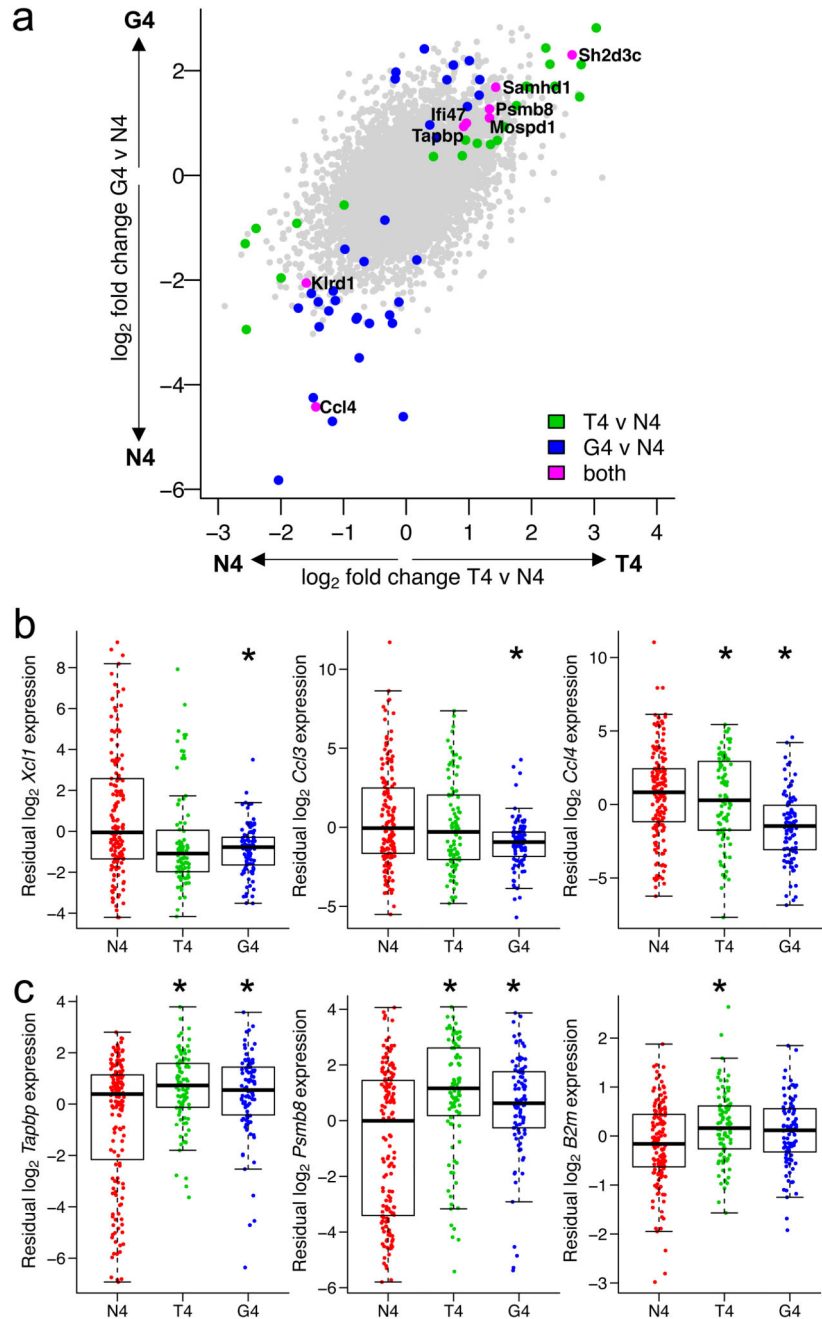 a
G4
log2 fold change G4 v N4
N4
2
0
−2
−4
−6
Sh2d3c
Samhd1
Ifi47
Psmb8
Tapbp
Mospd1
Klrd1
Ccl4
T4 v N4
G4 v N4
both
−3 −2 −1 0 1 2 3 4
N4 log2 fold change T4 v N4 T4
b
Residual log2 Xcl1 expression
8
6
4
2
0
−2
−4
*
N4 T4 G4
Residual log2 Ccl3 expression
10
5
0
−5
*
N4 T4 G4
Residual log2 Ccl4 expression
10
5
0
−5
* *
N4 T4 G4
c
Residual log2 Tapbp expression
4
2
0
−2
−4
−6
* *
N4 T4 G4
Residual log2 Psmb8 expression
4
2
0
−2
−4
−6
* *
N4 T4 G4
Residual log2 B2m expression
2
1
0
−1
−2
−3
*
N4 T4 G4